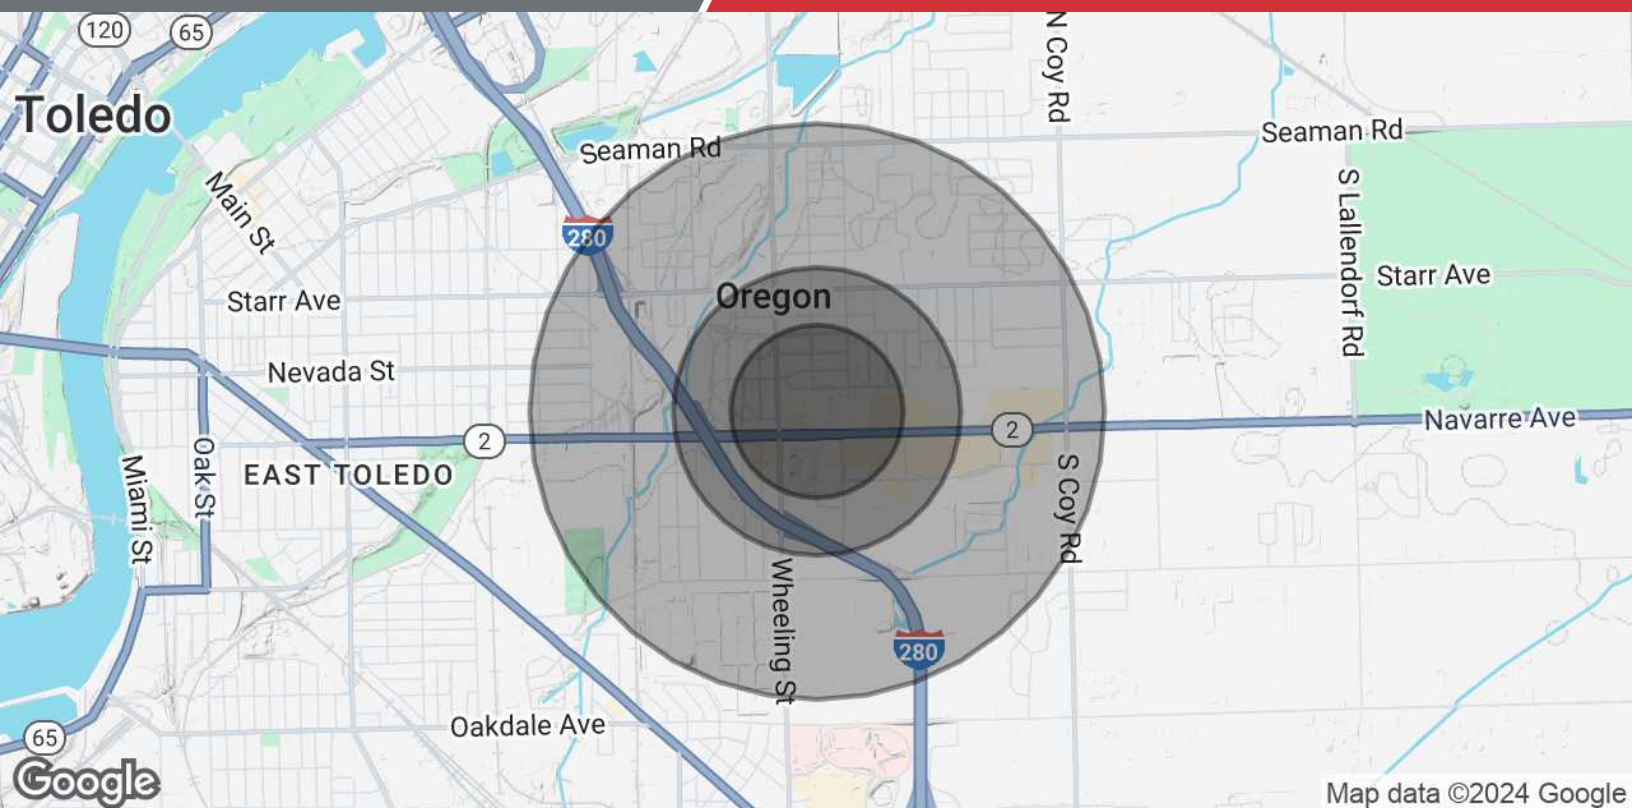 120
65
N Coy Rd
Toledo
Seaman Rd
Seaman Rd
Main St
S Lallendorf Rd
280
Starr Ave
Oregon
Starr Ave
Nevada St
Navarre Ave
2
2
Oak St
EAST TOLEDO
Miami St
S Coy Rd
Wheeling St
280
Oakdale Ave
65
Google
Map data ©2024 Google